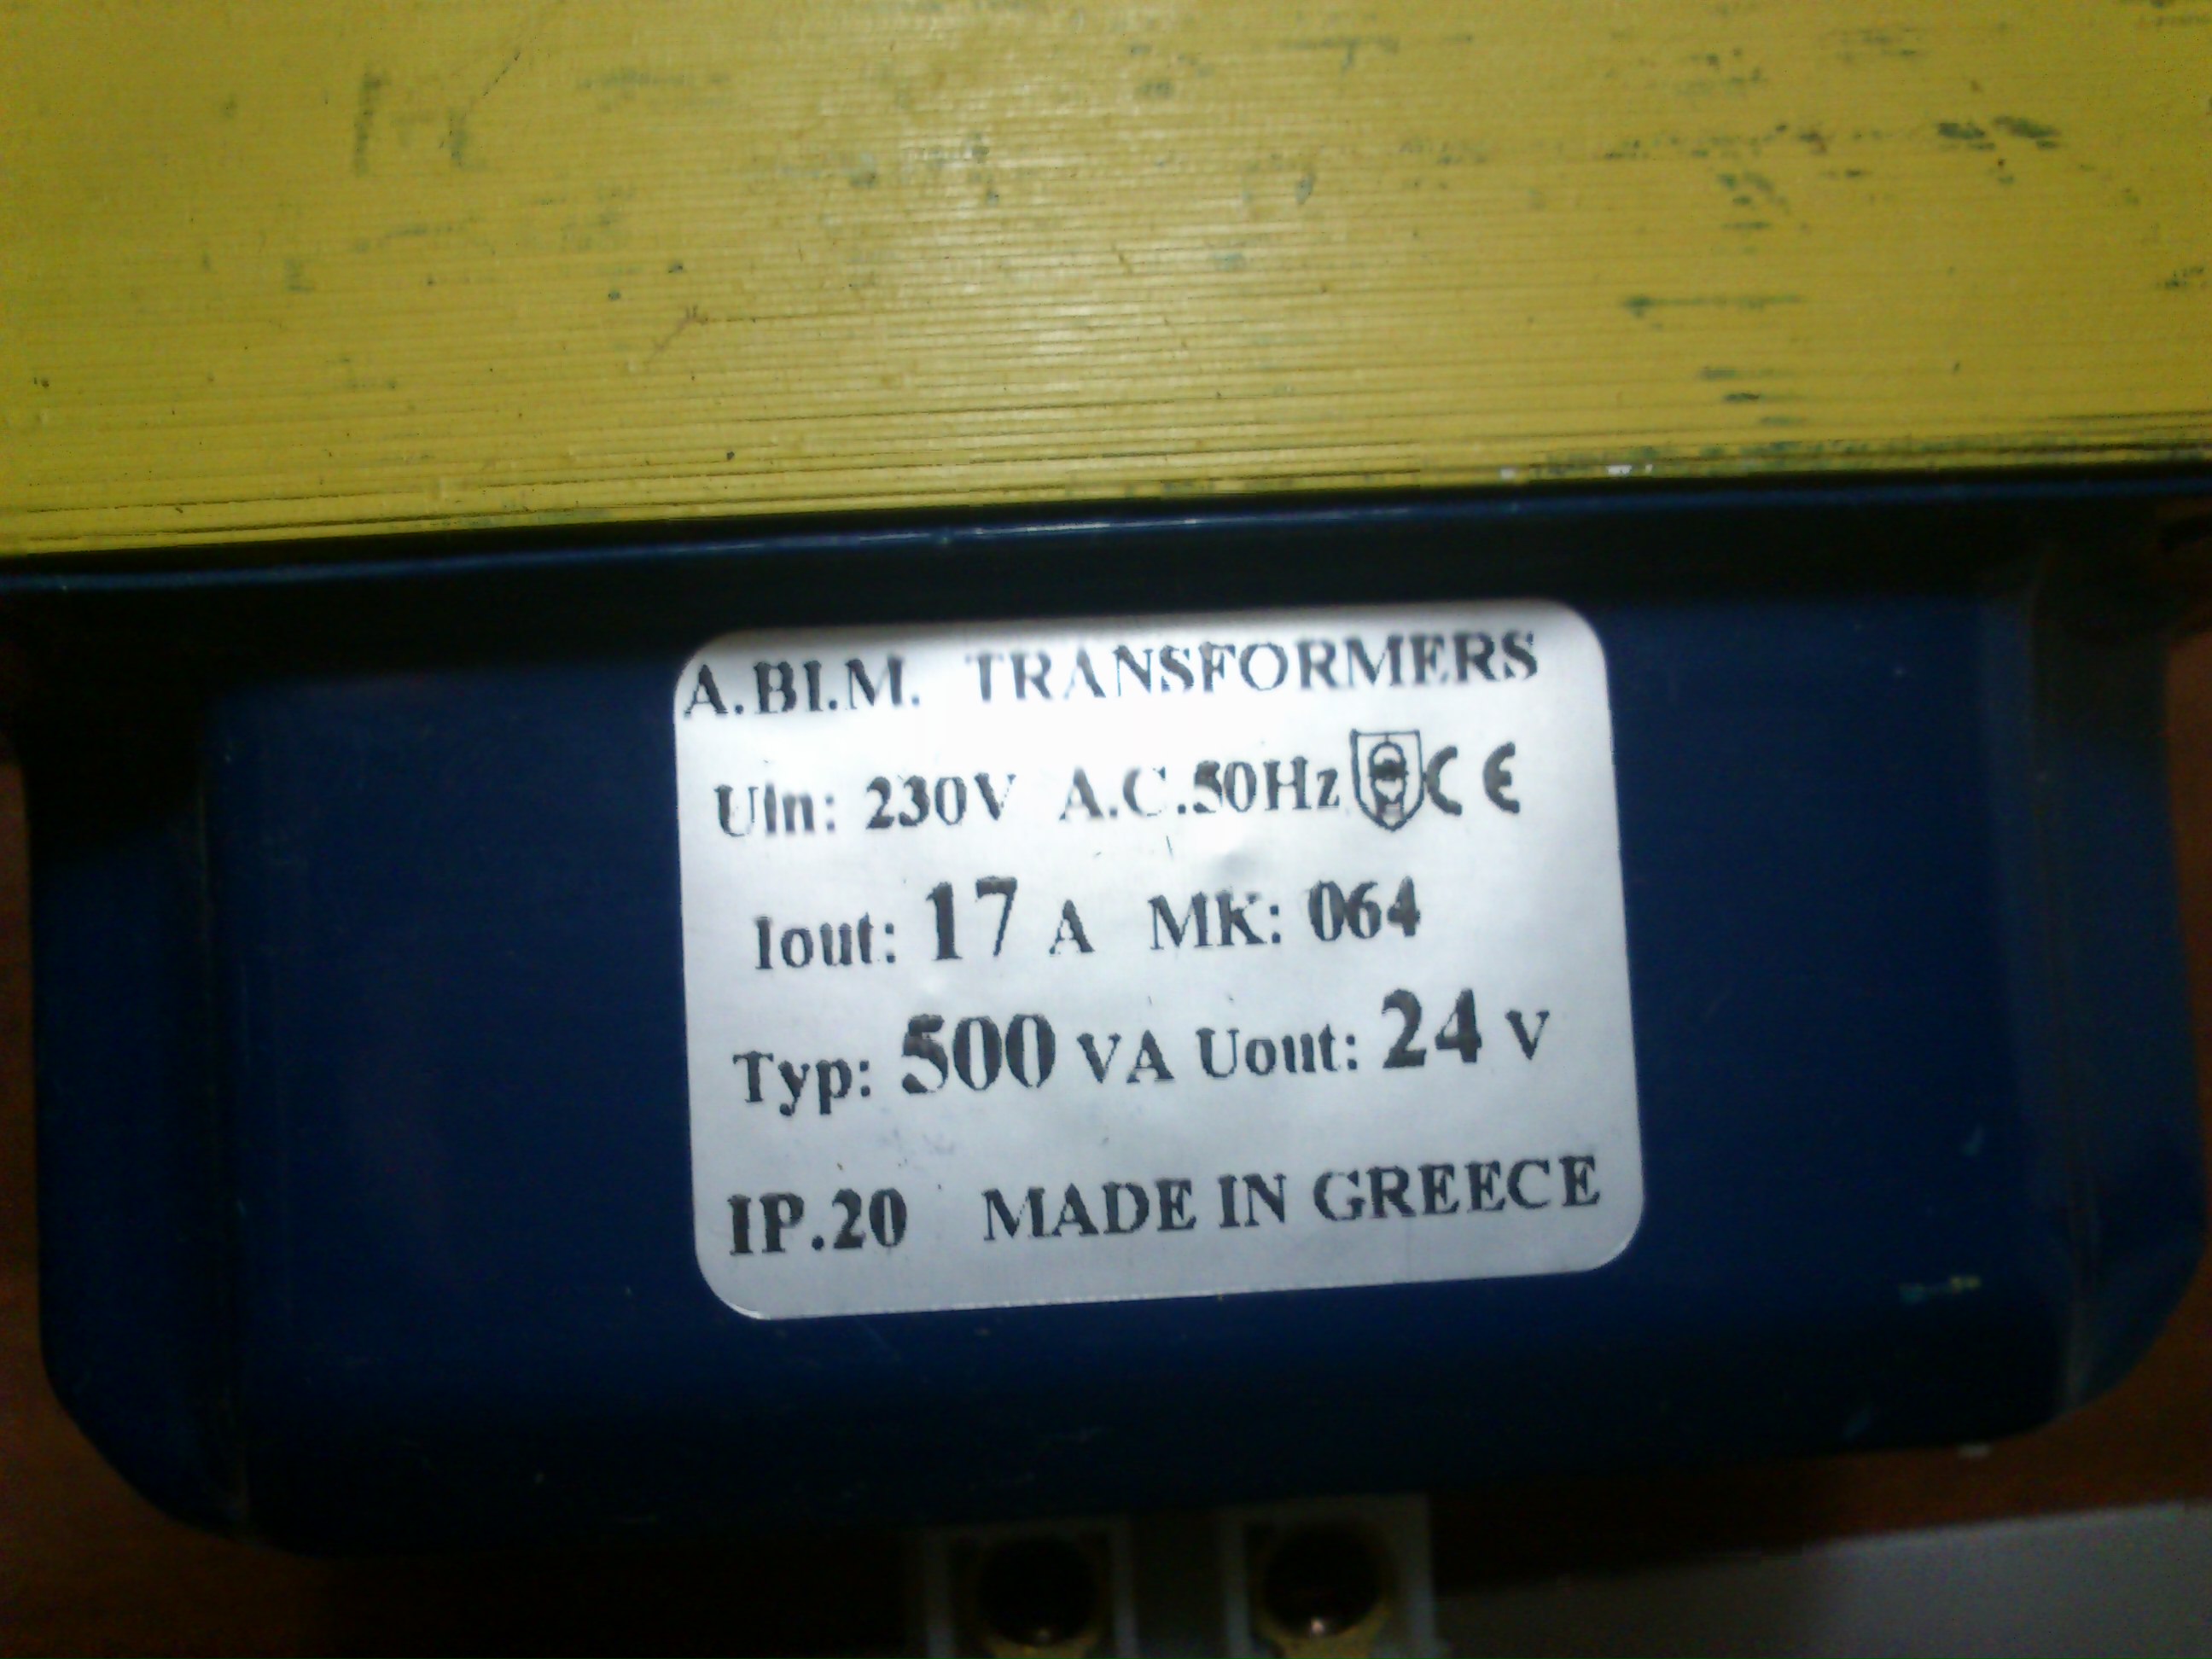 A.BI.M. TRANSFORMERS
UIn: 230V A.C.50Hz CE
Iout: 17 A MK: 064
Typ: 500 VA Uout: 24 V
IP.20 MADE IN GREECE